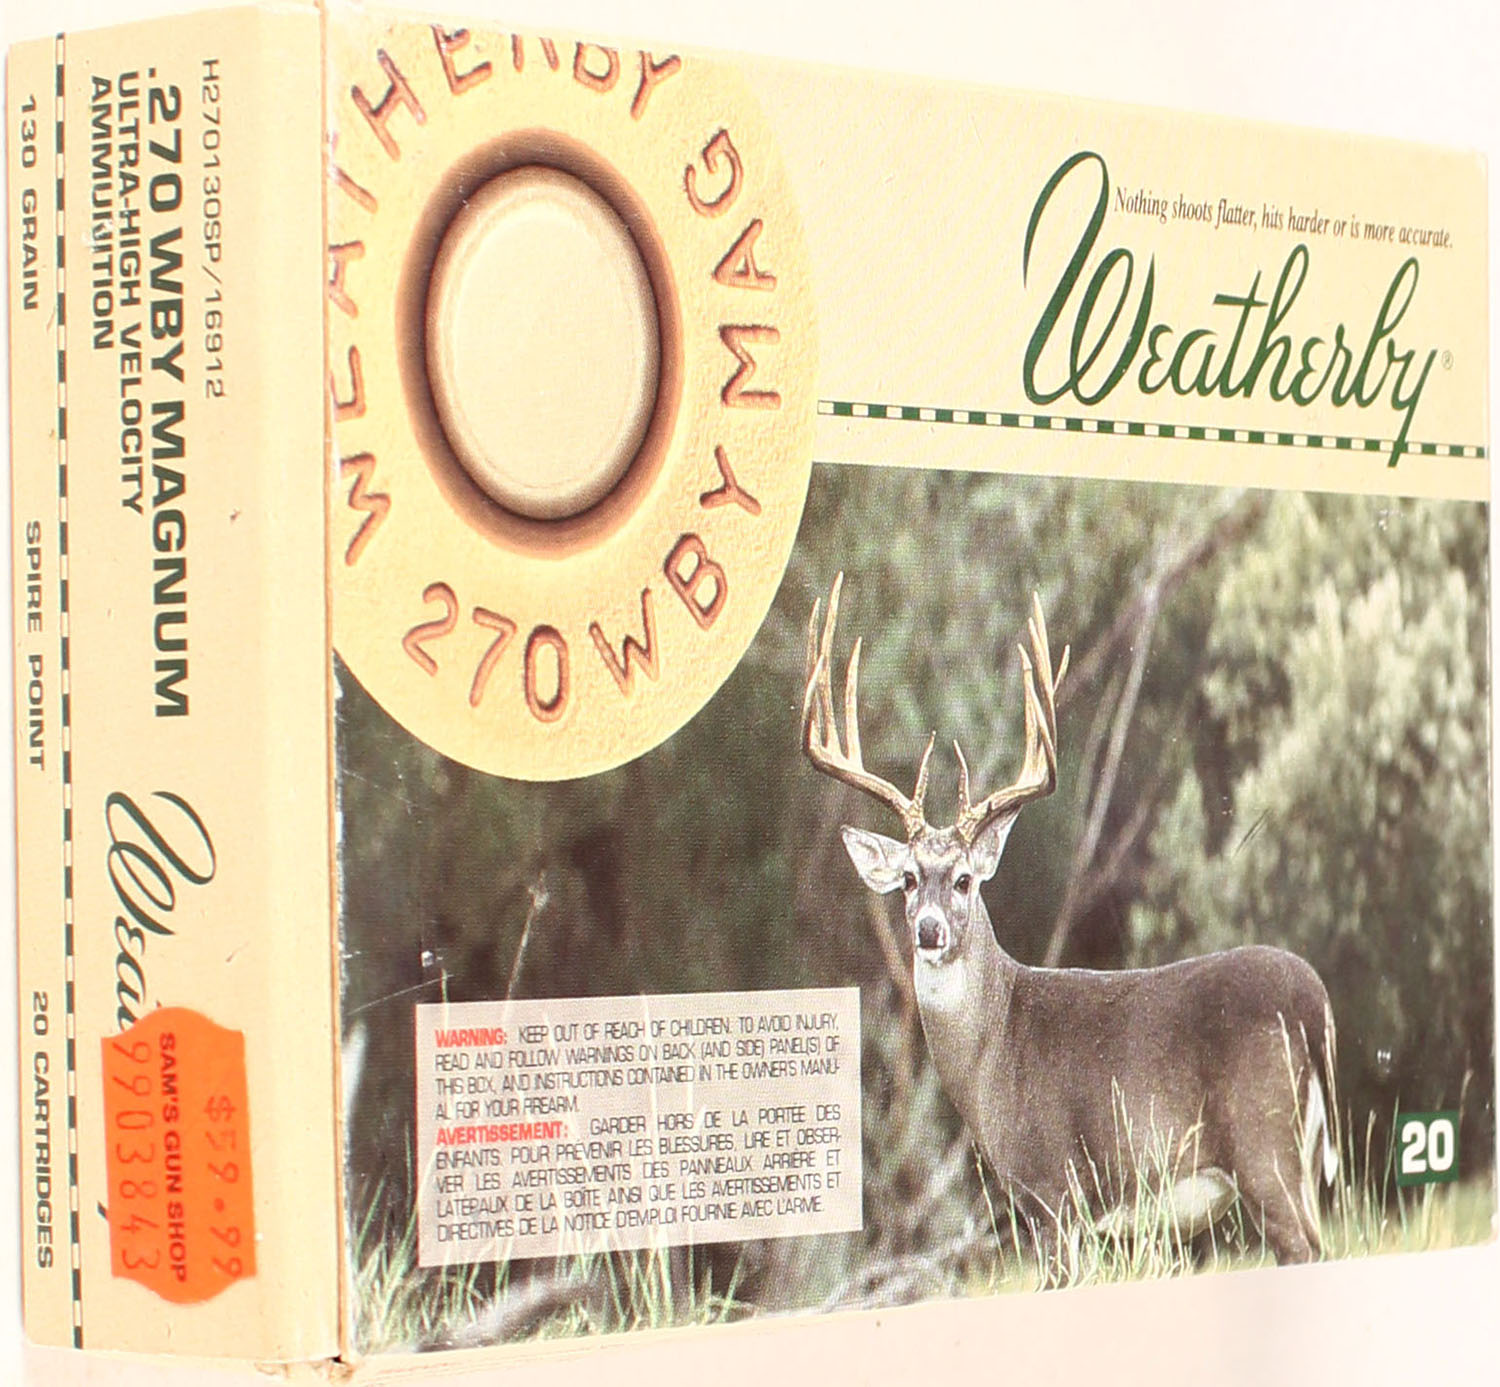 H270130SP/16912
.270 WBY MAGNUM
ULTRA-HIGH VELOCITY
AMMUNITION
130 GRAIN SPIRE POINT 20 CARTRIDGES
$59.99
SAM'S GUN SHOP
9903843
WEATHERBY
270 WBY MAG
Nothing shoots flatter, hits harder or is more accurate.
Weatherby®
WARNING: KEEP OUT OF REACH OF CHILDREN. TO AVOID INJURY,
READ AND FOLLOW WARNINGS ON BACK (AND SIDE) PANEL(S) OF
THIS BOX, AND INSTRUCTIONS CONTAINED IN THE OWNER'S MANU-
AL FOR YOUR FIREARM.
AVERTISSEMENT: GARDER HORS DE LA PORTÉE DES
ENFANTS. POUR PRÉVENIR LES BLESSURES, LIRE ET OBSER-
VER LES AVERTISSEMENTS DES PANNEAUX ARRIÈRE ET
LATÉRAUX DE LA BOÎTE AINSI QUE LES AVERTISSEMENTS ET
DIRECTIVES DE LA NOTICE D'EMPLOI FOURNIE AVEC L'ARME.
20